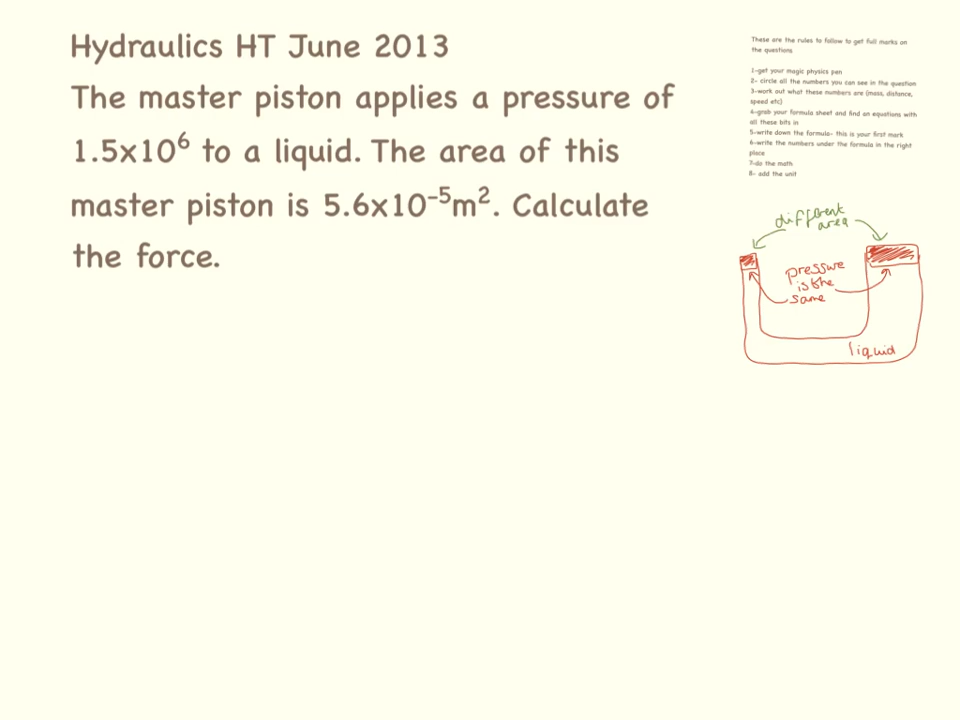 Hydraulics HT June 2013
The master piston applies a pressure of
1.5x10⁶ to a liquid. The area of this
master piston is 5.6x10⁻⁵m². Calculate
the force.
These are the rules to follow to get full marks on
the questions
1-get your magic physics pen
2- circle all the numbers you can see in the question
3-work out what these numbers are (mass, distance,
speed etc)
4-grab your formula sheet and find an equations with
all these bits in
5-write down the formula- this is your first mark
6-write the numbers under the formula in the right
place
7-do the math
8- add the unit
different
area
pressure
is the
same
liquid